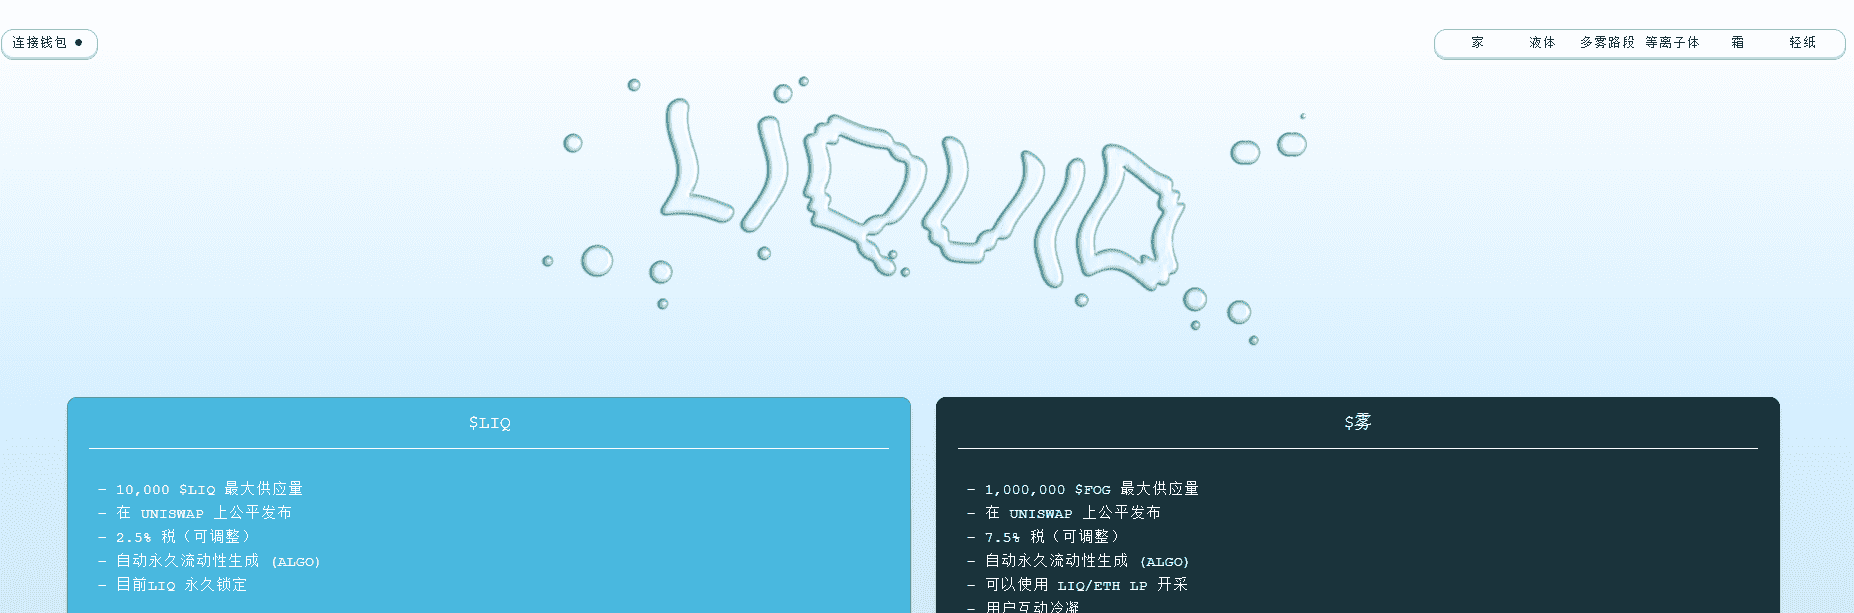 连接钱包 ●
家 液体 多雾路段 等离子体 霜 轻纸
LIQUID
$LIQ
– 10,000 $LIQ 最大供应量
– 在 UNISWAP 上公平发布
– 2.5% 税（可调整）
– 自动永久流动性生成 (ALGO)
– 目前LIQ 永久锁定
$雾
– 1,000,000 $FOG 最大供应量
– 在 UNISWAP 上公平发布
– 7.5% 税（可调整）
– 自动永久流动性生成 (ALGO)
– 可以使用 LIQ/ETH LP 开采
– 用户互动冷凝